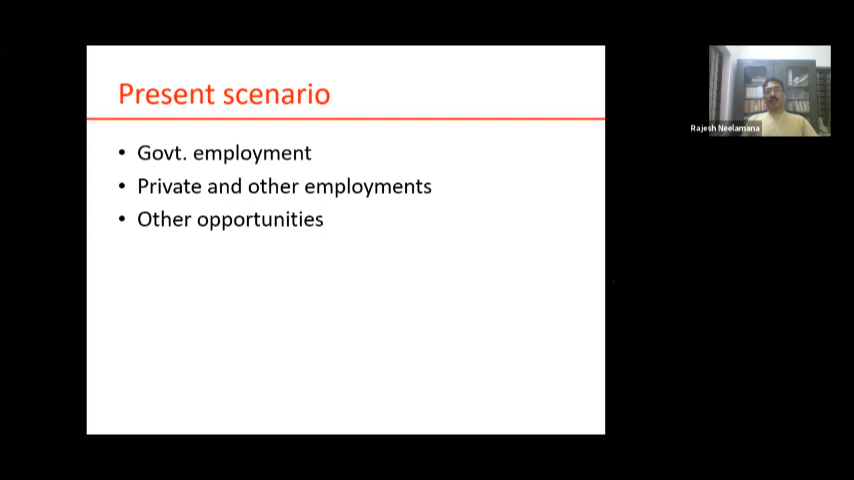 Present scenario
• Govt. employment
• Private and other employments
• Other opportunities
Rajesh Neelamana